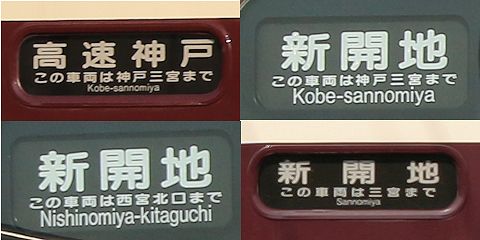 高速神戸
この車両は神戸三宮まで
Kobe-sannomiya
新開地
この車両は神戸三宮まで
Kobe-sannomiya
新開地
この車両は西宮北口まで
Nishinomiya-kitaguchi
新開地
この車両は三宮まで
Sannomiya